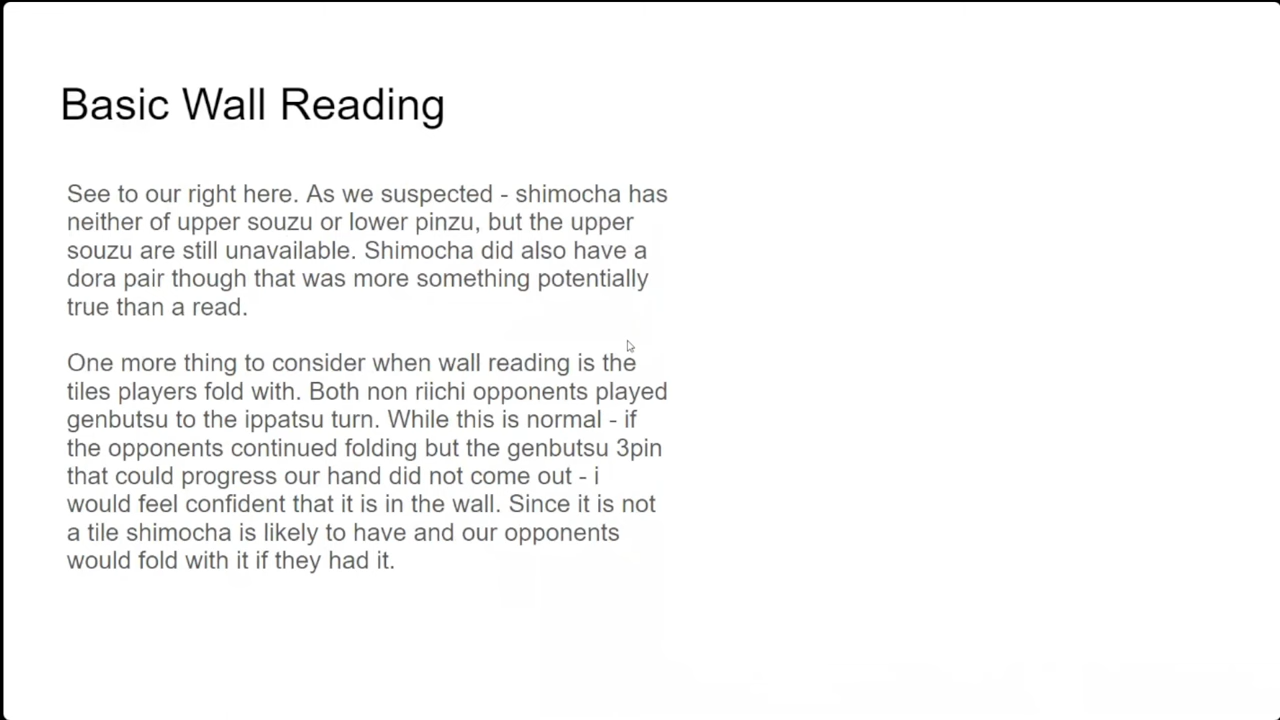 Basic Wall Reading
See to our right here. As we suspected - shimocha has
neither of upper souzu or lower pinzu, but the upper
souzu are still unavailable. Shimocha did also have a
dora pair though that was more something potentially
true than a read.
One more thing to consider when wall reading is the
tiles players fold with. Both non riichi opponents played
genbutsu to the ippatsu turn. While this is normal - if
the opponents continued folding but the genbutsu 3pin
that could progress our hand did not come out - i
would feel confident that it is in the wall. Since it is not
a tile shimocha is likely to have and our opponents
would fold with it if they had it.